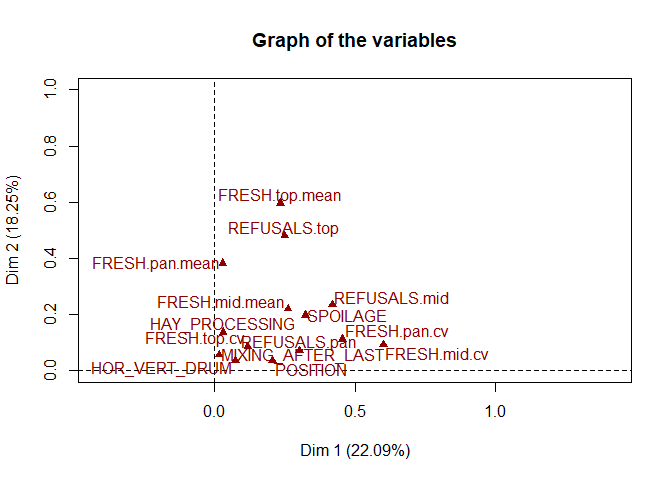 Graph of the variables
1.0
0.8
0.6
0.4
0.2
0.0
Dim 2 (18.25%)
FRESH.top.mean
REFUSALS.top
FRESH.pan.mean
FRESH.mid.mean
REFUSALS.mid
SPOILAGE
HAY_PROCESSING
FRESH.pan.cv
FRESH.top.cv
REFUSALS.pan
MIXING_AFTER_LAST
FRESH.mid.cv
HOR_VERT_DRUM
POSITION
0.0 0.5 1.0
Dim 1 (22.09%)